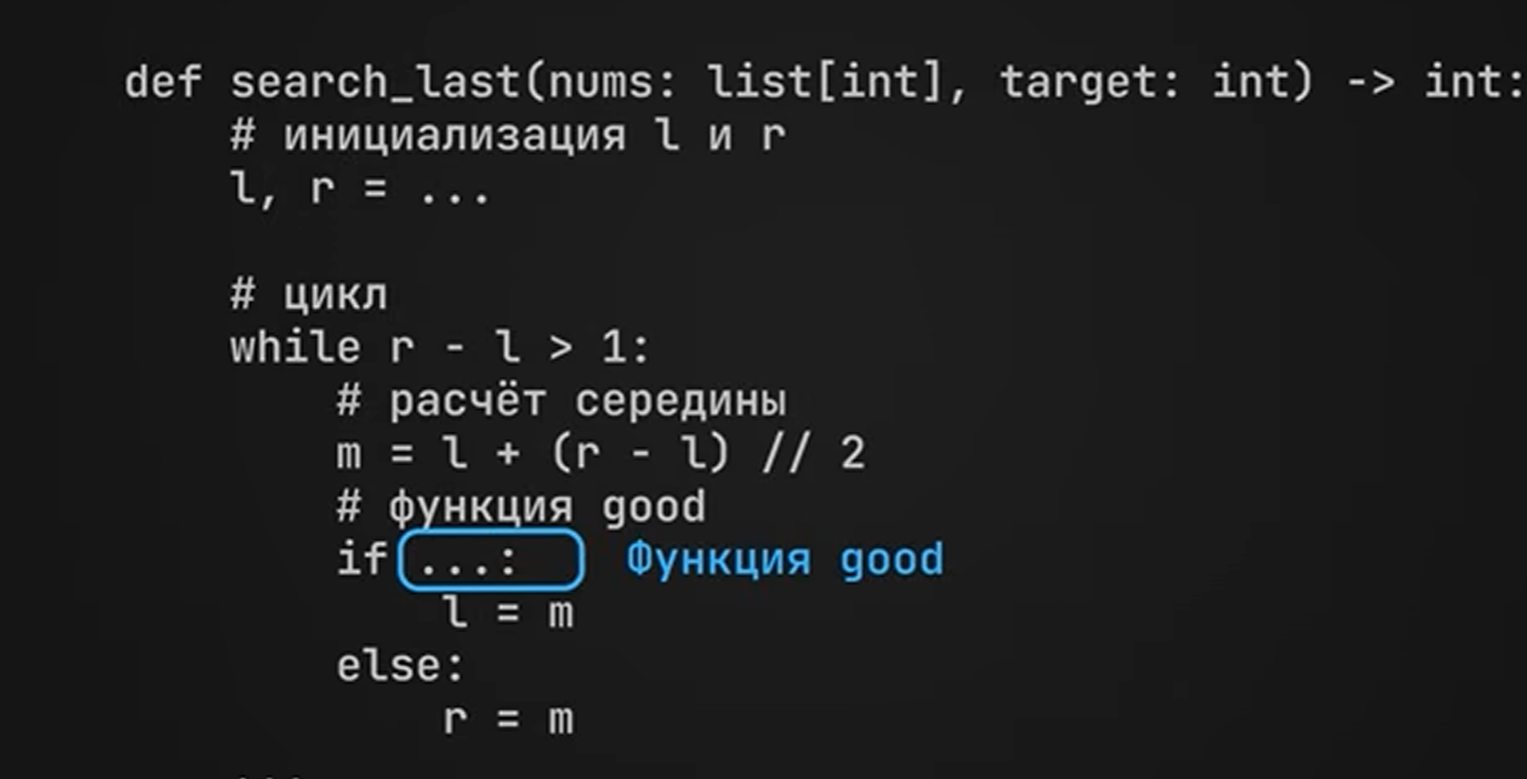 def search_last(nums: list[int], target: int) -> int:
# инициализация l и r
l, r = ...
# цикл
while r - l > 1:
# расчёт середины
m = l + (r - l) // 2
# функция good
if ...: Функция good
l = m
else:
r = m